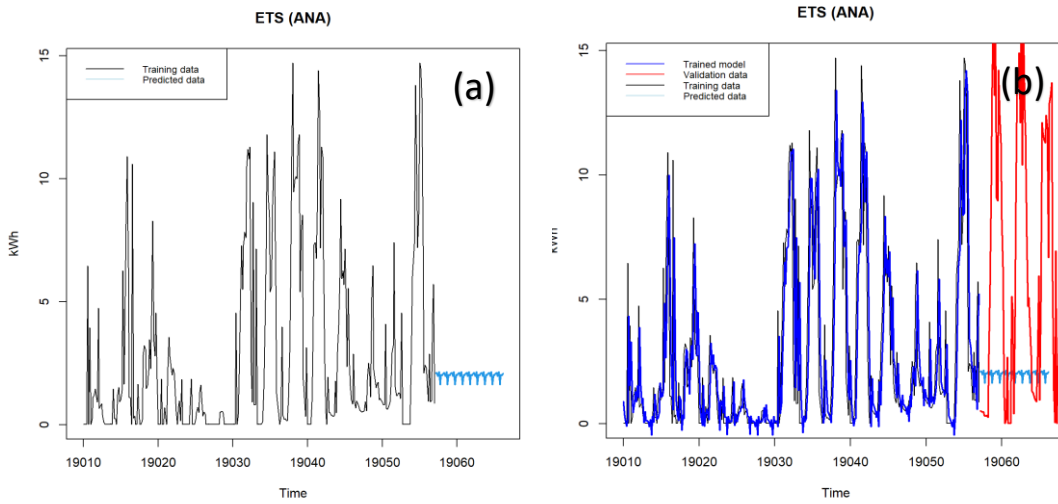 ETS (ANA)
Training data
Predicted data
(a)
kWh
15
10
5
0
19010 19020 19030 19040 19050 19060
Time
ETS (ANA)
Trained model
Validation data
Training data
Predicted data
(b)
kWh
15
10
5
0
19010 19020 19030 19040 19050 19060
Time